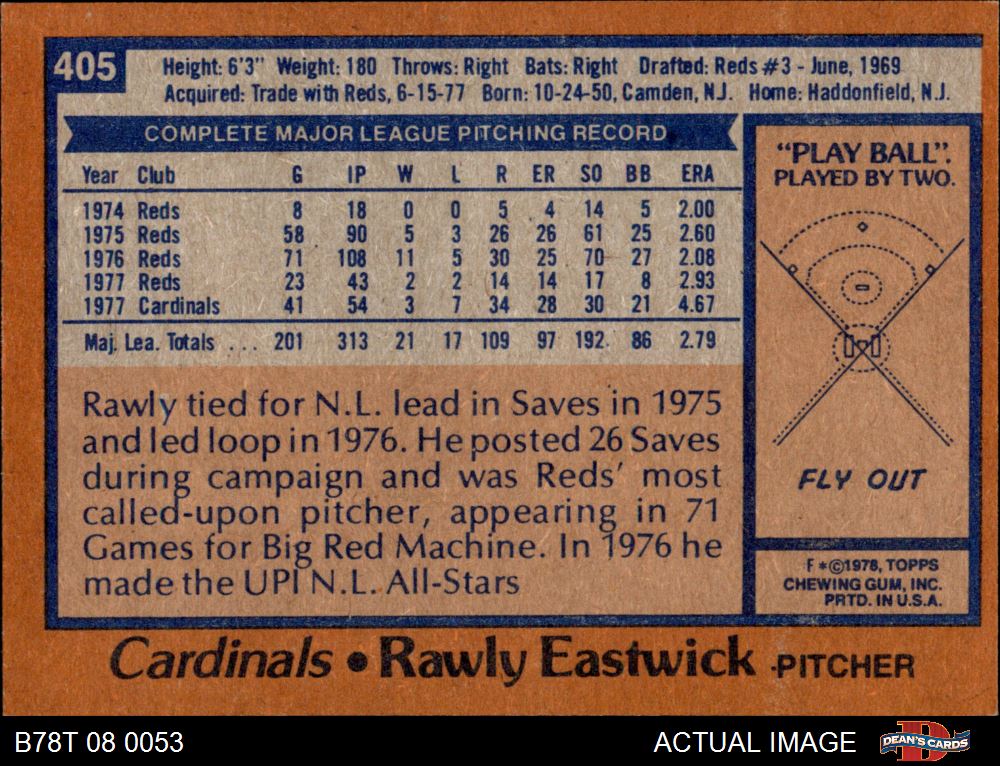 405
Height: 6'3" Weight: 180 Throws: Right Bats: Right Drafted: Reds #3 - June, 1969
Acquired: Trade with Reds, 6-15-77 Born: 10-24-50, Camden, N.J. Home: Haddonfield, N.J.
COMPLETE MAJOR LEAGUE PITCHING RECORD
Year Club G IP W L R ER SO BB ERA
1974 Reds 8 18 0 0 5 4 14 5 2.00
1975 Reds 58 90 5 3 26 26 61 25 2.60
1976 Reds 71 108 11 5 30 25 70 27 2.08
1977 Reds 23 43 2 2 14 14 17 8 2.93
1977 Cardinals 41 54 3 7 34 28 30 21 4.67
Maj. Lea. Totals ... 201 313 21 17 109 97 192 86 2.79
Rawly tied for N.L. lead in Saves in 1975
and led loop in 1976. He posted 26 Saves
during campaign and was Reds' most
called-upon pitcher, appearing in 71
Games for Big Red Machine. In 1976 he
made the UPI N.L. All-Stars
"PLAY BALL".
PLAYED BY TWO.
FLY OUT
F*©1978, TOPPS
CHEWING GUM, INC.
PRTD. IN U.S.A.
Cardinals • Rawly Eastwick • PITCHER
B78T 08 0053
ACTUAL IMAGE
DEAN'S CARDS